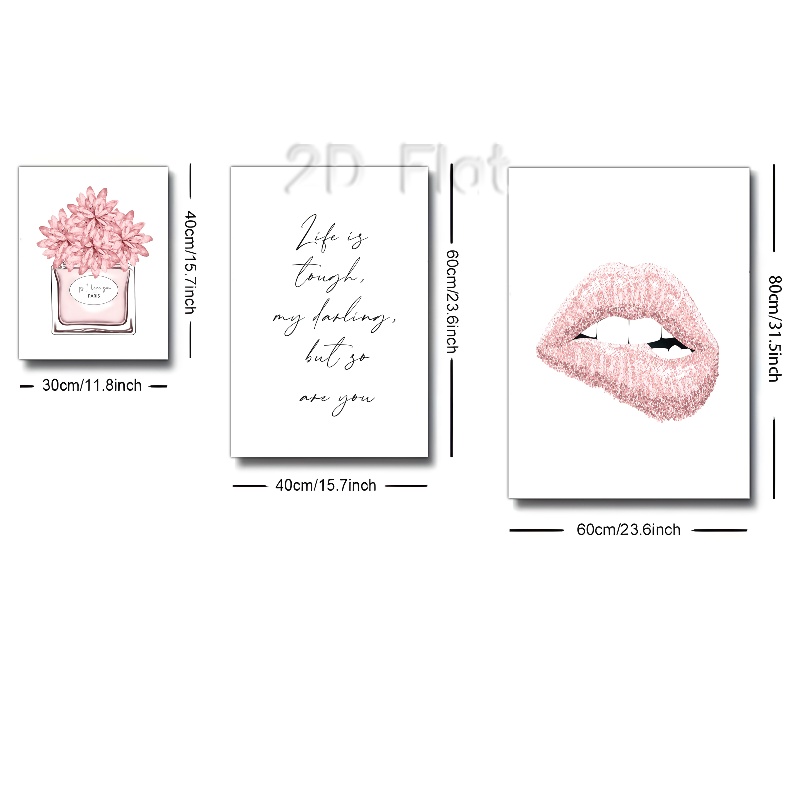 2D Flat
PARIS
40cm/15.7inch
30cm/11.8inch
Life is
tough,
my darling,
but so
are you
60cm/23.6inch
40cm/15.7inch
80cm/31.5inch
60cm/23.6inch